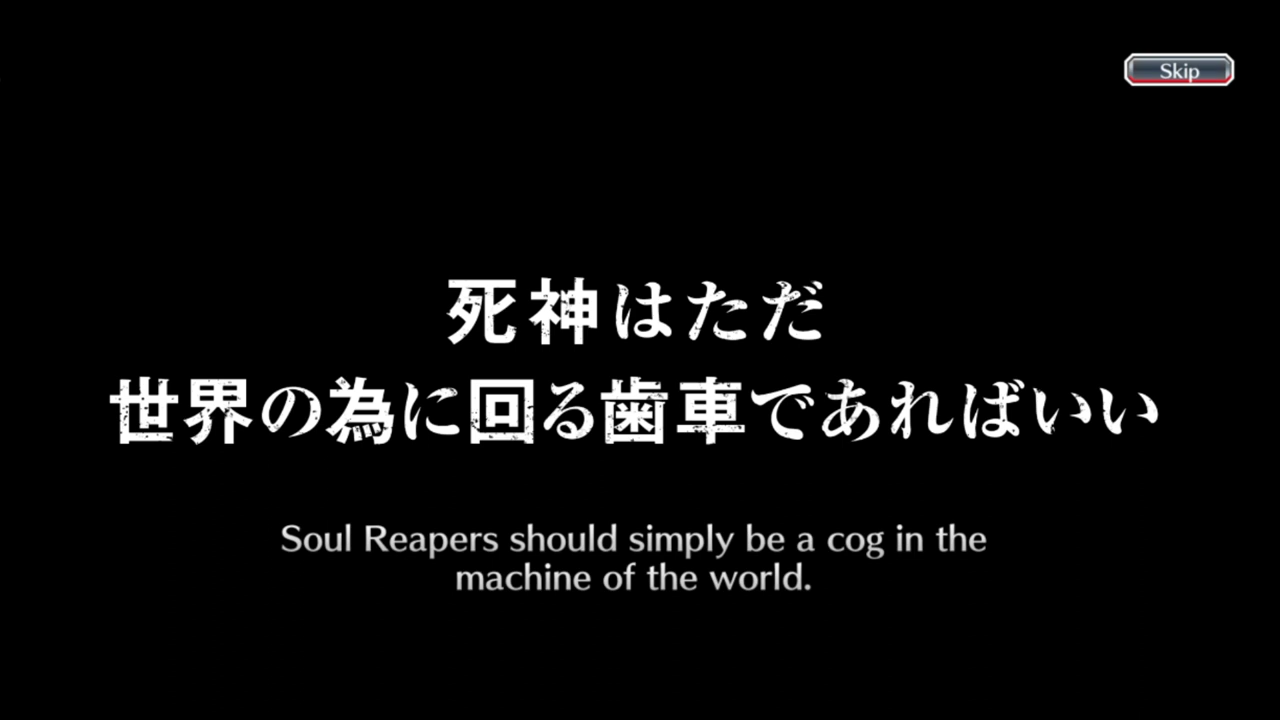 Skip
死神はただ
世界の為に回る歯車であればいい
Soul Reapers should simply be a cog in the
machine of the world.